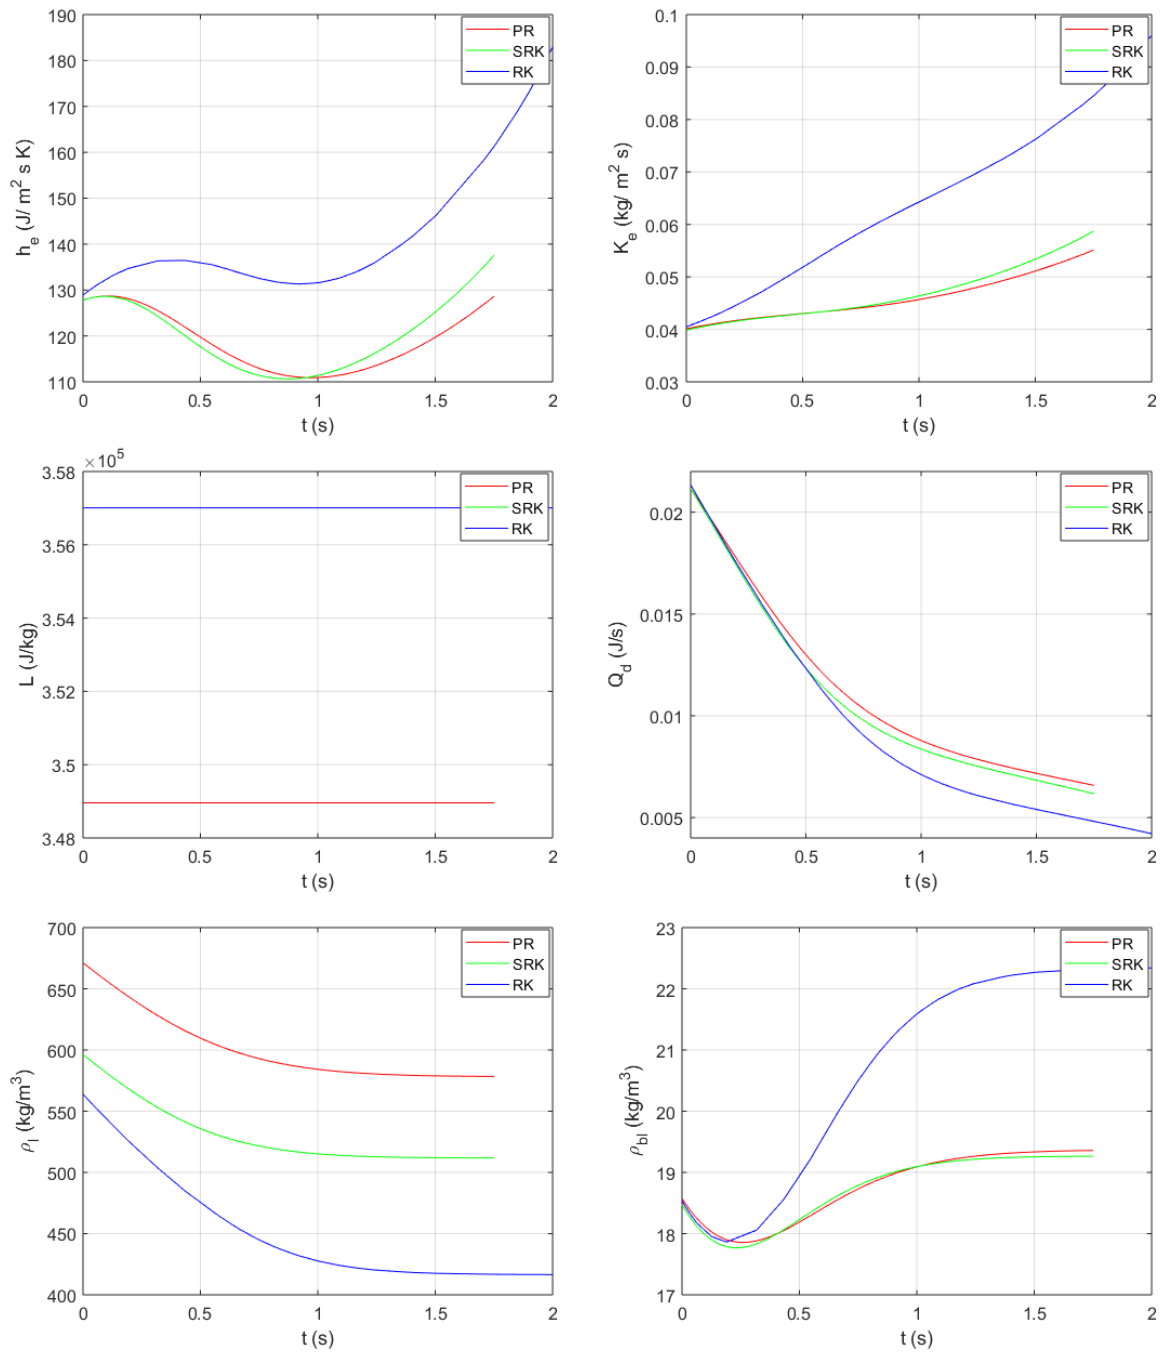 190
180
170
160
150
140
130
120
110
0
0.5
1
1.5
2
h_e (J/ m^2 s K)
t (s)
PR
SRK
RK
0.1
0.09
0.08
0.07
0.06
0.05
0.04
0.03
0
0.5
1
1.5
2
K_e (kg/ m^2 s)
t (s)
PR
SRK
RK
×10^5
3.58
3.56
3.54
3.52
3.5
3.48
0
0.5
1
1.5
2
L (J/kg)
t (s)
PR
SRK
RK
0.02
0.015
0.01
0.005
0
0.5
1
1.5
2
Q_d (J/s)
t (s)
PR
SRK
RK
700
650
600
550
500
450
400
0
0.5
1
1.5
2
ρ_l (kg/m^3)
t (s)
PR
SRK
RK
23
22
21
20
19
18
17
0
0.5
1
1.5
2
ρ_bl (kg/m^3)
t (s)
PR
SRK
RK